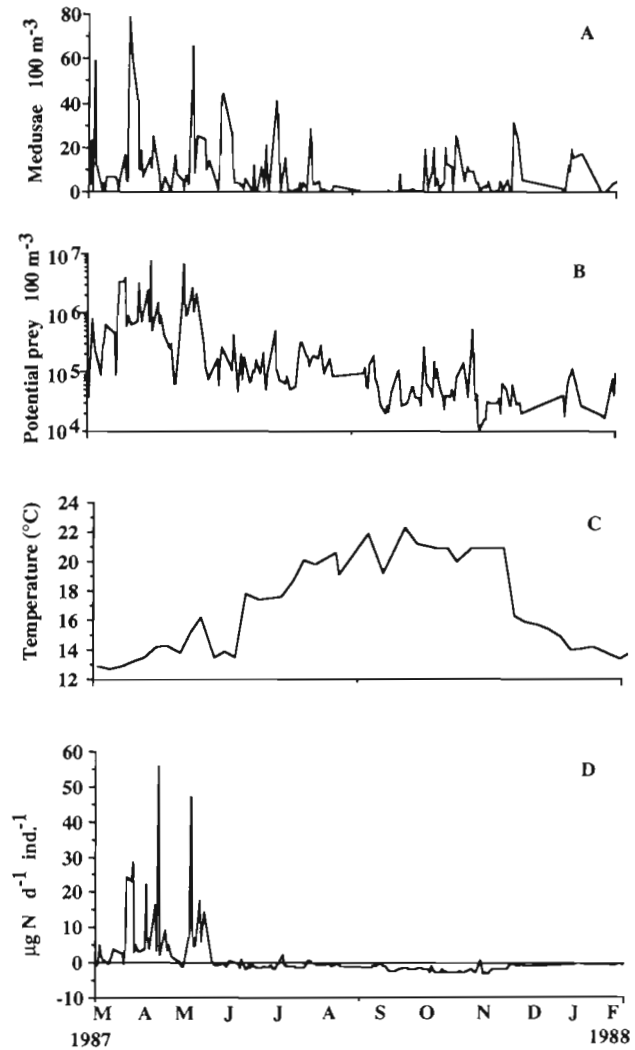 A
Medusae 100 m-3
80
60
40
20
0
B
Potential prey 100 m-3
10^7
10^6
10^5
10^4
C
Temperature (°C)
24
22
20
18
16
14
12
D
µg N d-1 ind.-1
60
50
40
30
20
10
0
-10
M A M J J A S O N D J F
1987 1988